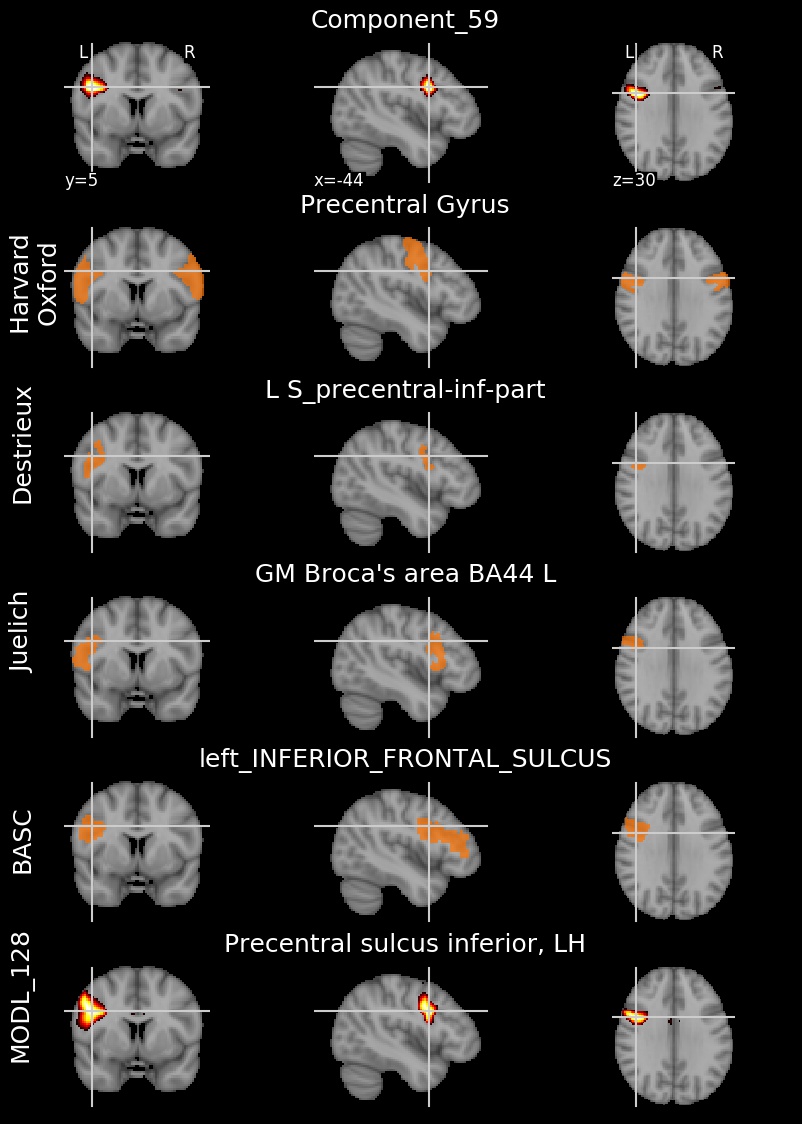 Component_59
L R
L R
y=5
x=-44
z=30
Precentral Gyrus
Harvard
Oxford
L S_precentral-inf-part
Destrieux
GM Broca's area BA44 L
Juelich
left_INFERIOR_FRONTAL_SULCUS
BASC
Precentral sulcus inferior, LH
MODL_128